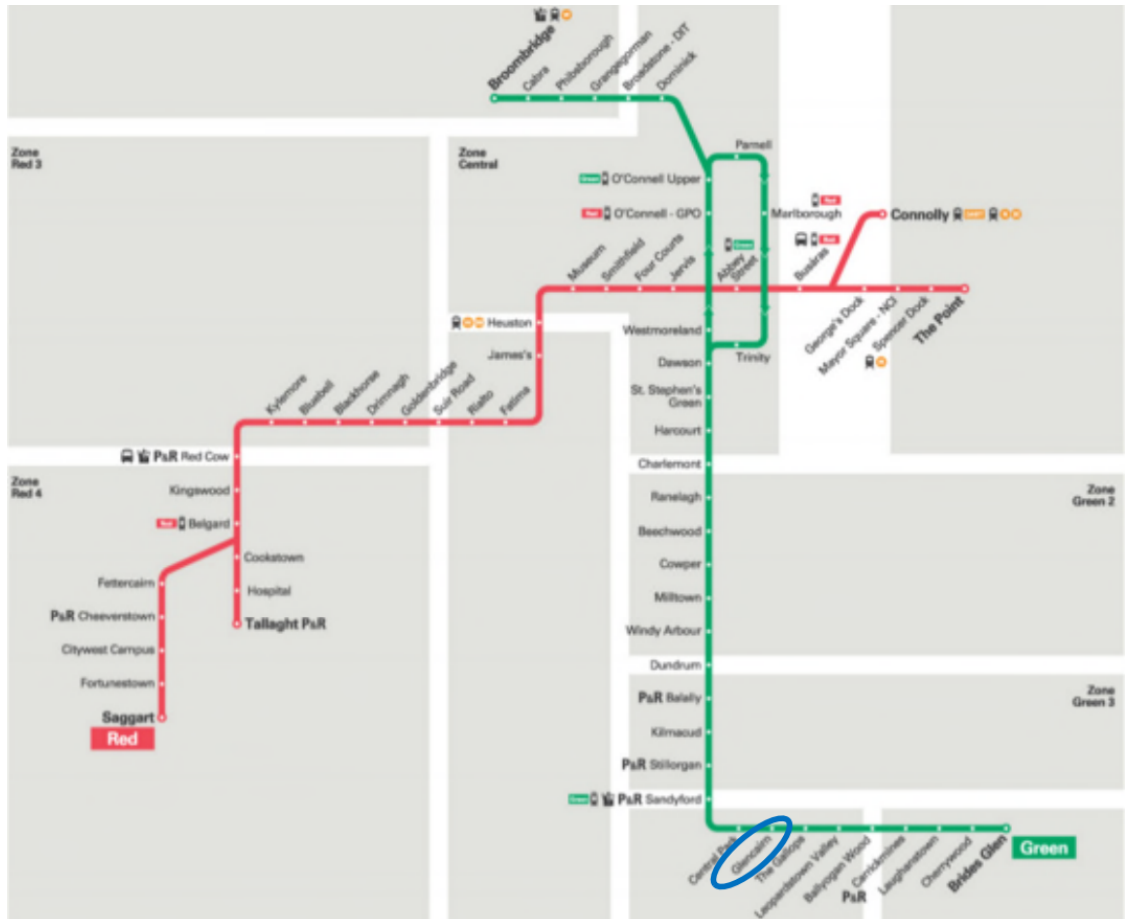 Broombridge
Cabra
Phibsborough
Grangegorman
Broadstone - DIT
Dominick
Zone
Red 3
Zone
Central
Parnell
Green
O'Connell Upper
Red
O'Connell - GPO
Marlborough
Red
Connolly
DART
Green
Red
Museum
Smithfield
Four Courts
Jervis
Abbey
Street
Busáras
George's Dock
Mayor Square - NCI
Spencer Dock
The Point
Heuston
James's
Westmoreland
Trinity
Dawson
St. Stephen's
Green
Harcourt
Charlemont
Kylemore
Bluebell
Blackhorse
Drimnagh
Goldenbridge
Suir Road
Rialto
Fatima
P&R Red Cow
Zone
Red 4
Kingswood
Red
Belgard
Cookstown
Fettercairn
Hospital
P&R Cheeverstown
Tallaght P&R
Citywest Campus
Fortunestown
Saggart
Red
Zone
Green 2
Ranelagh
Beechwood
Cowper
Milltown
Windy Arbour
Dundrum
Zone
Green 3
P&R Balally
Kilmacud
P&R Stillorgan
Green
P&R Sandyford
Central Park
Glencairn
The Gallops
Leopardstown Valley
Ballyogan Wood
P&R
Carrickmines
Laughanstown
Cherrywood
Brides Glen
Green